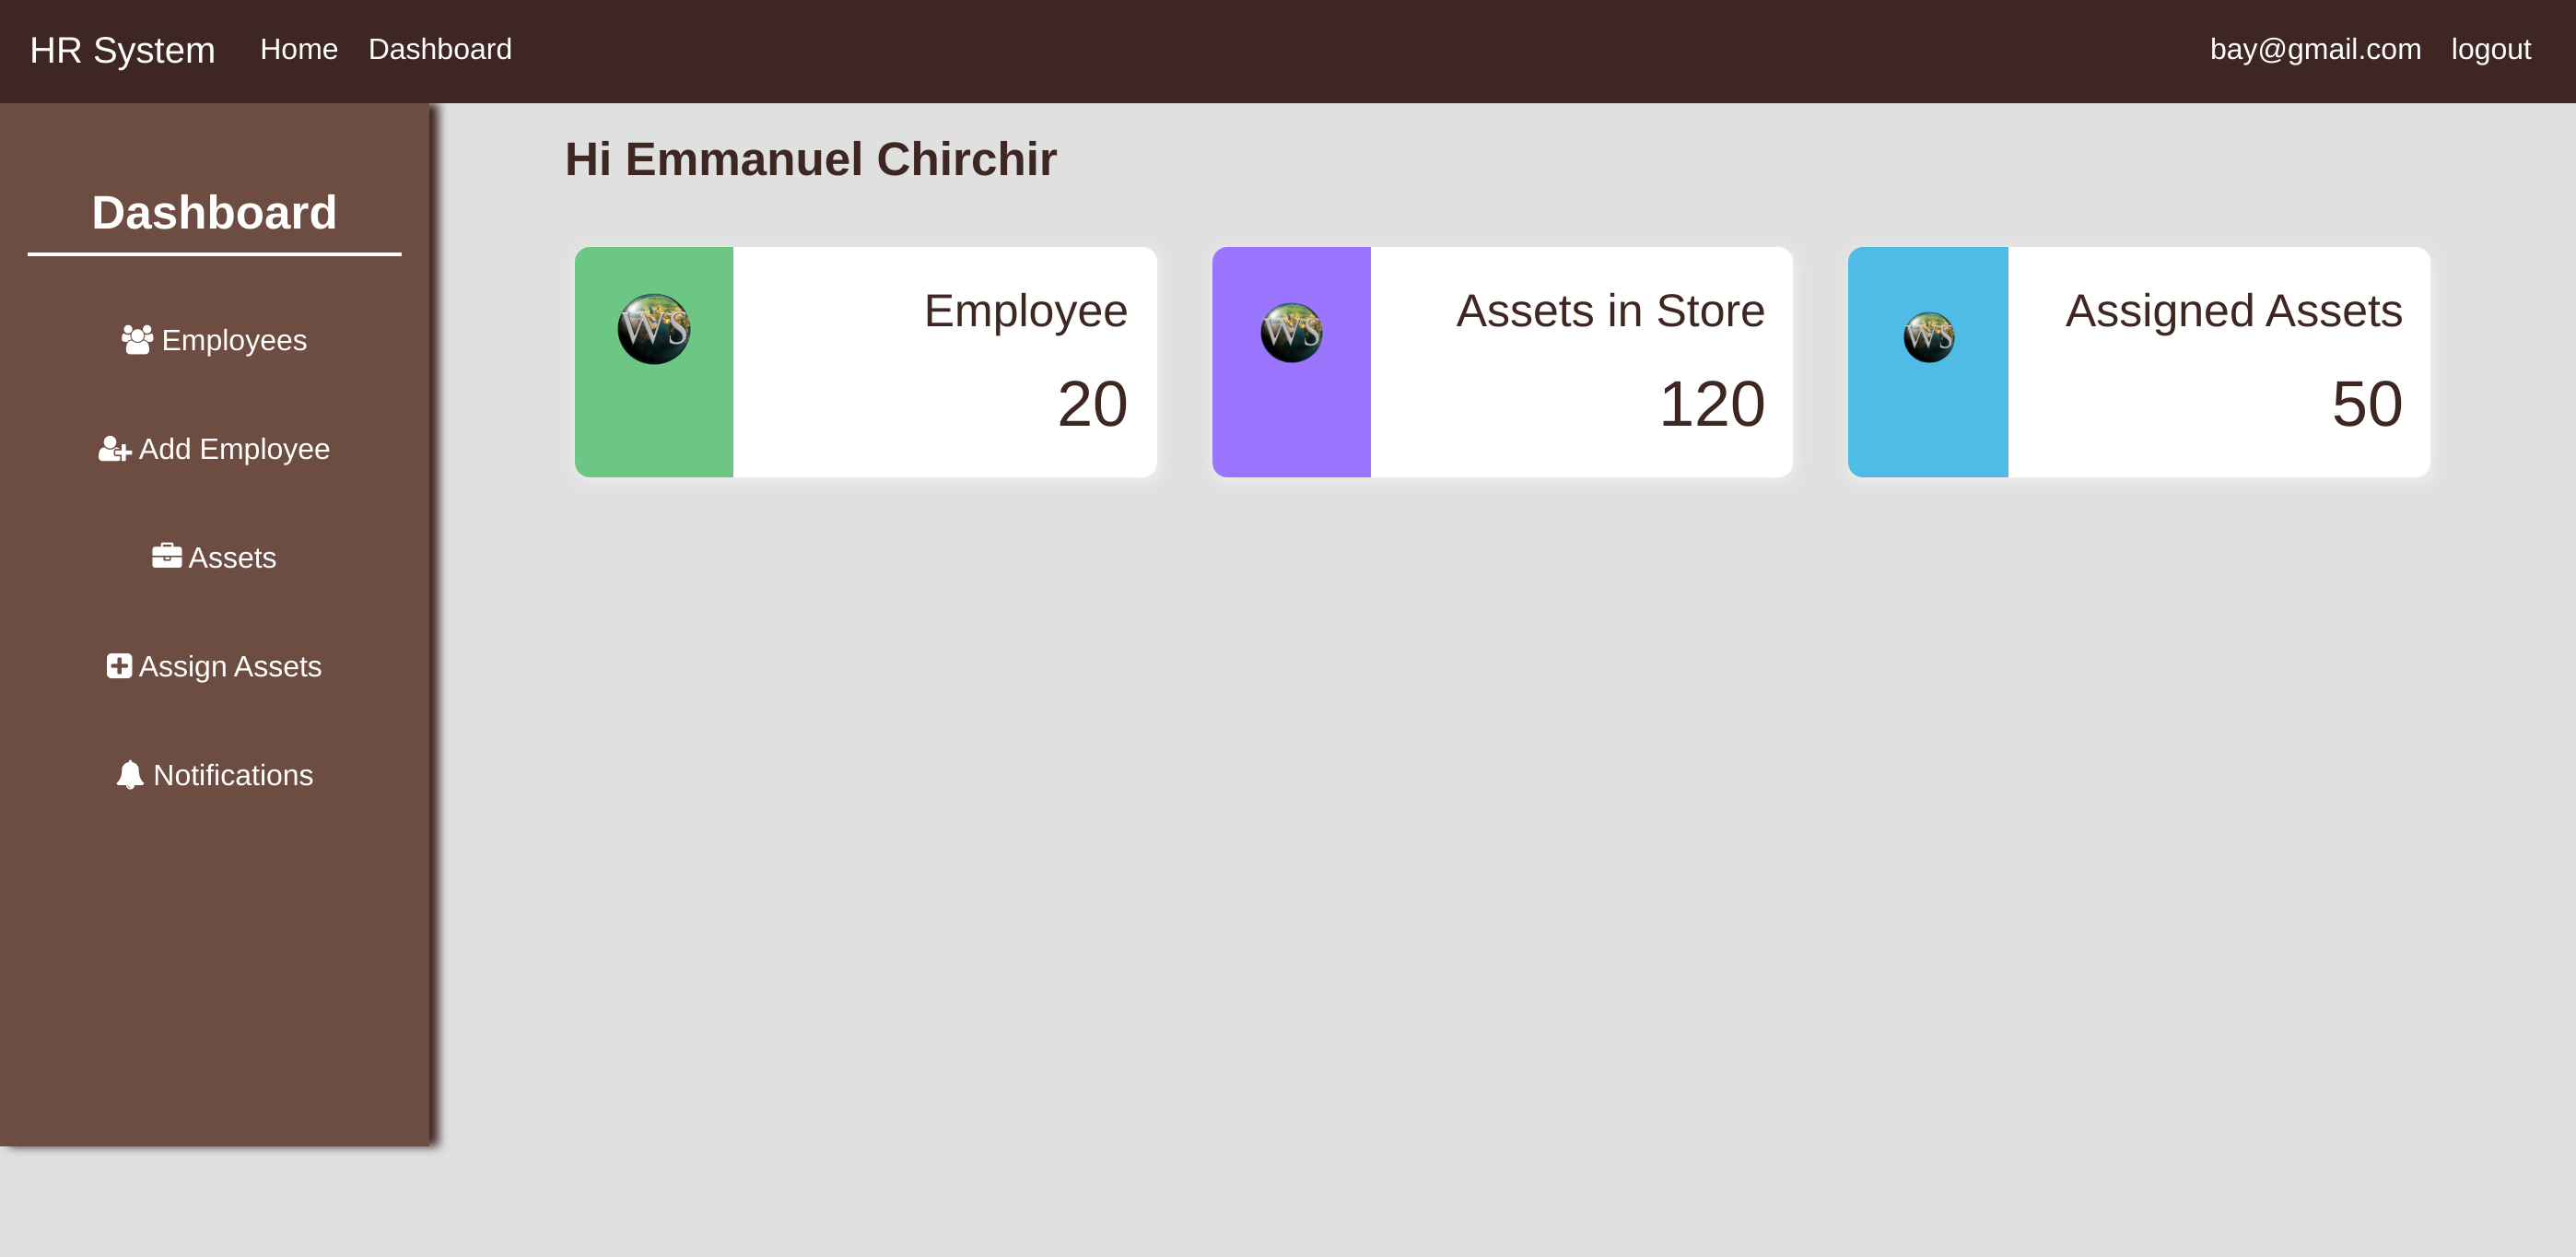 HR System Home Dashboard bay@gmail.com logout
Dashboard
Employees
Add Employee
Assets
Assign Assets
Notifications
Hi Emmanuel Chirchir
WS
Employee
20
WS
Assets in Store
120
WS
Assigned Assets
50